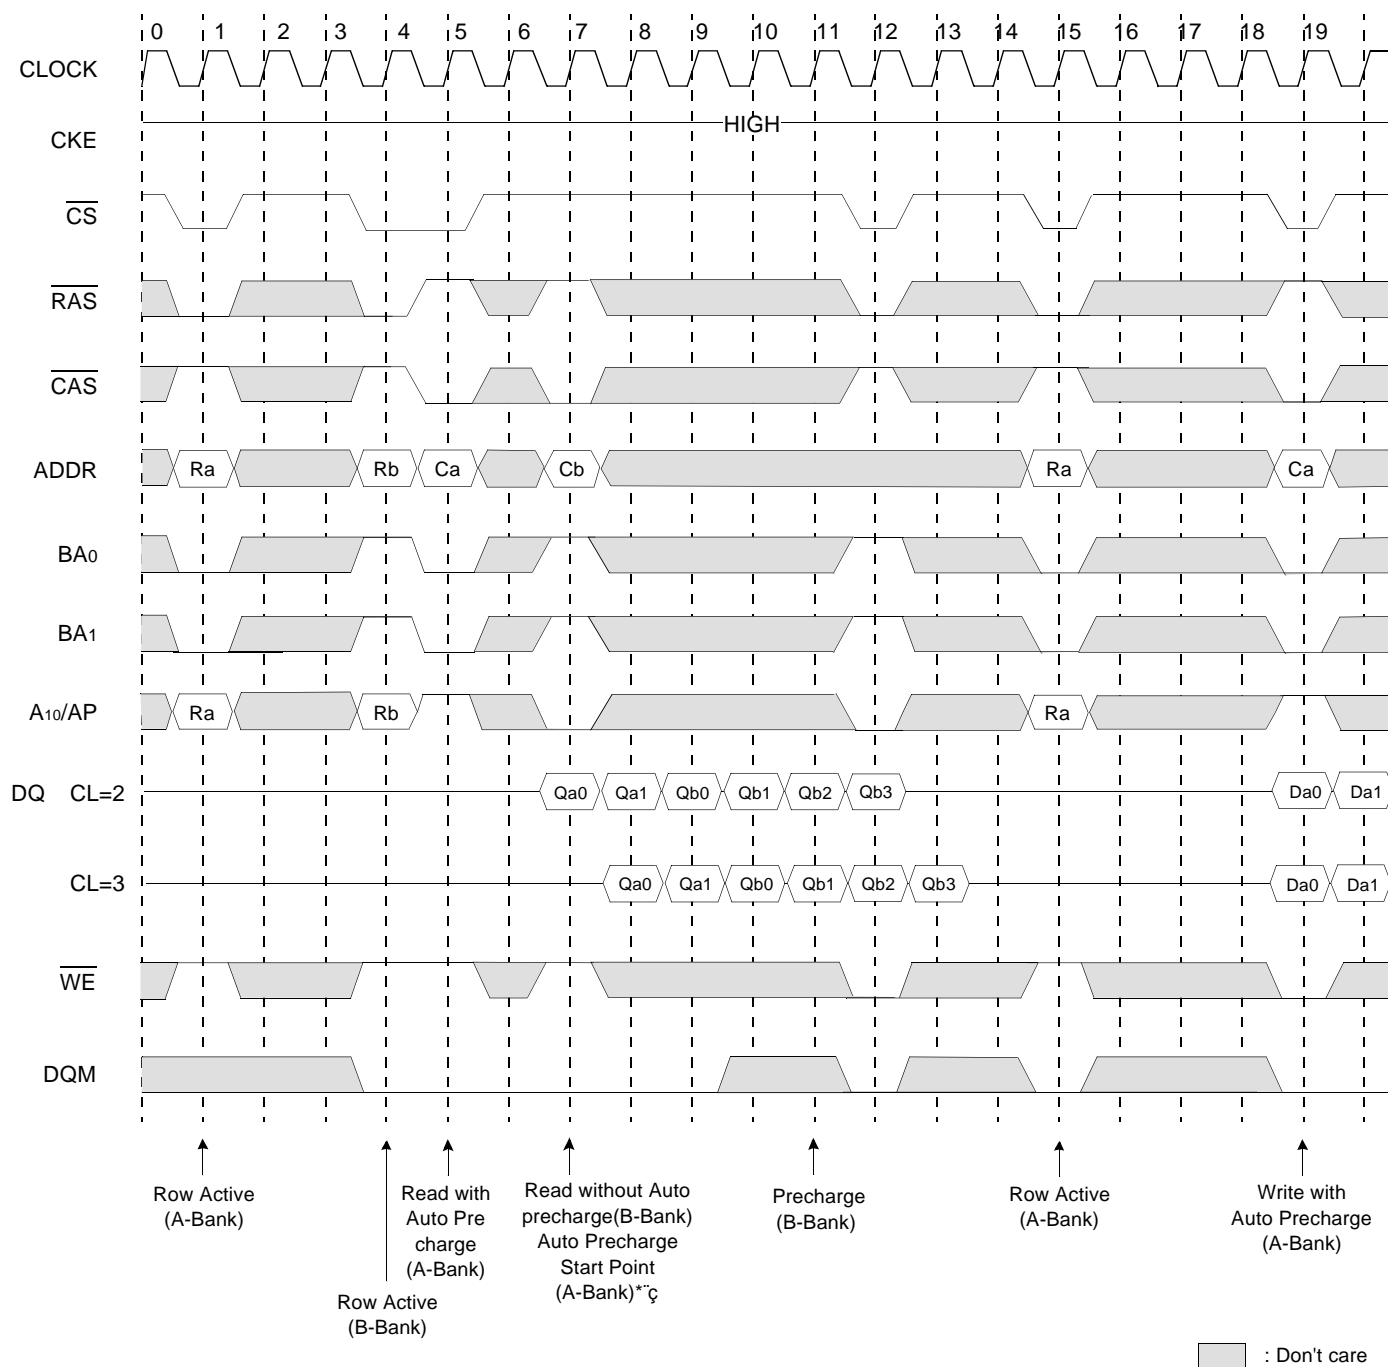 0 1 2 3 4 5 6 7 8 9 10 11 12 13 14 15 16 17 18 19
CLOCK
HIGH
CKE
CS
RAS
CAS
ADDR Ra Rb Ca Cb Ra Ca
BA0
BA1
A10/AP Ra Rb Ra
DQ CL=2 Qa0 Qa1 Qb0 Qb1 Qb2 Qb3 Da0 Da1
CL=3 Qa0 Qa1 Qb0 Qb1 Qb2 Qb3 Da0 Da1
WE
DQM
Row Active
(A-Bank)
Row Active
(B-Bank)
Read with
Auto Pre
charge
(A-Bank)
Read without Auto
precharge(B-Bank)
Auto Precharge
Start Point
(A-Bank)*¨ç
Precharge
(B-Bank)
Row Active
(A-Bank)
Write with
Auto Precharge
(A-Bank)
: Don't care